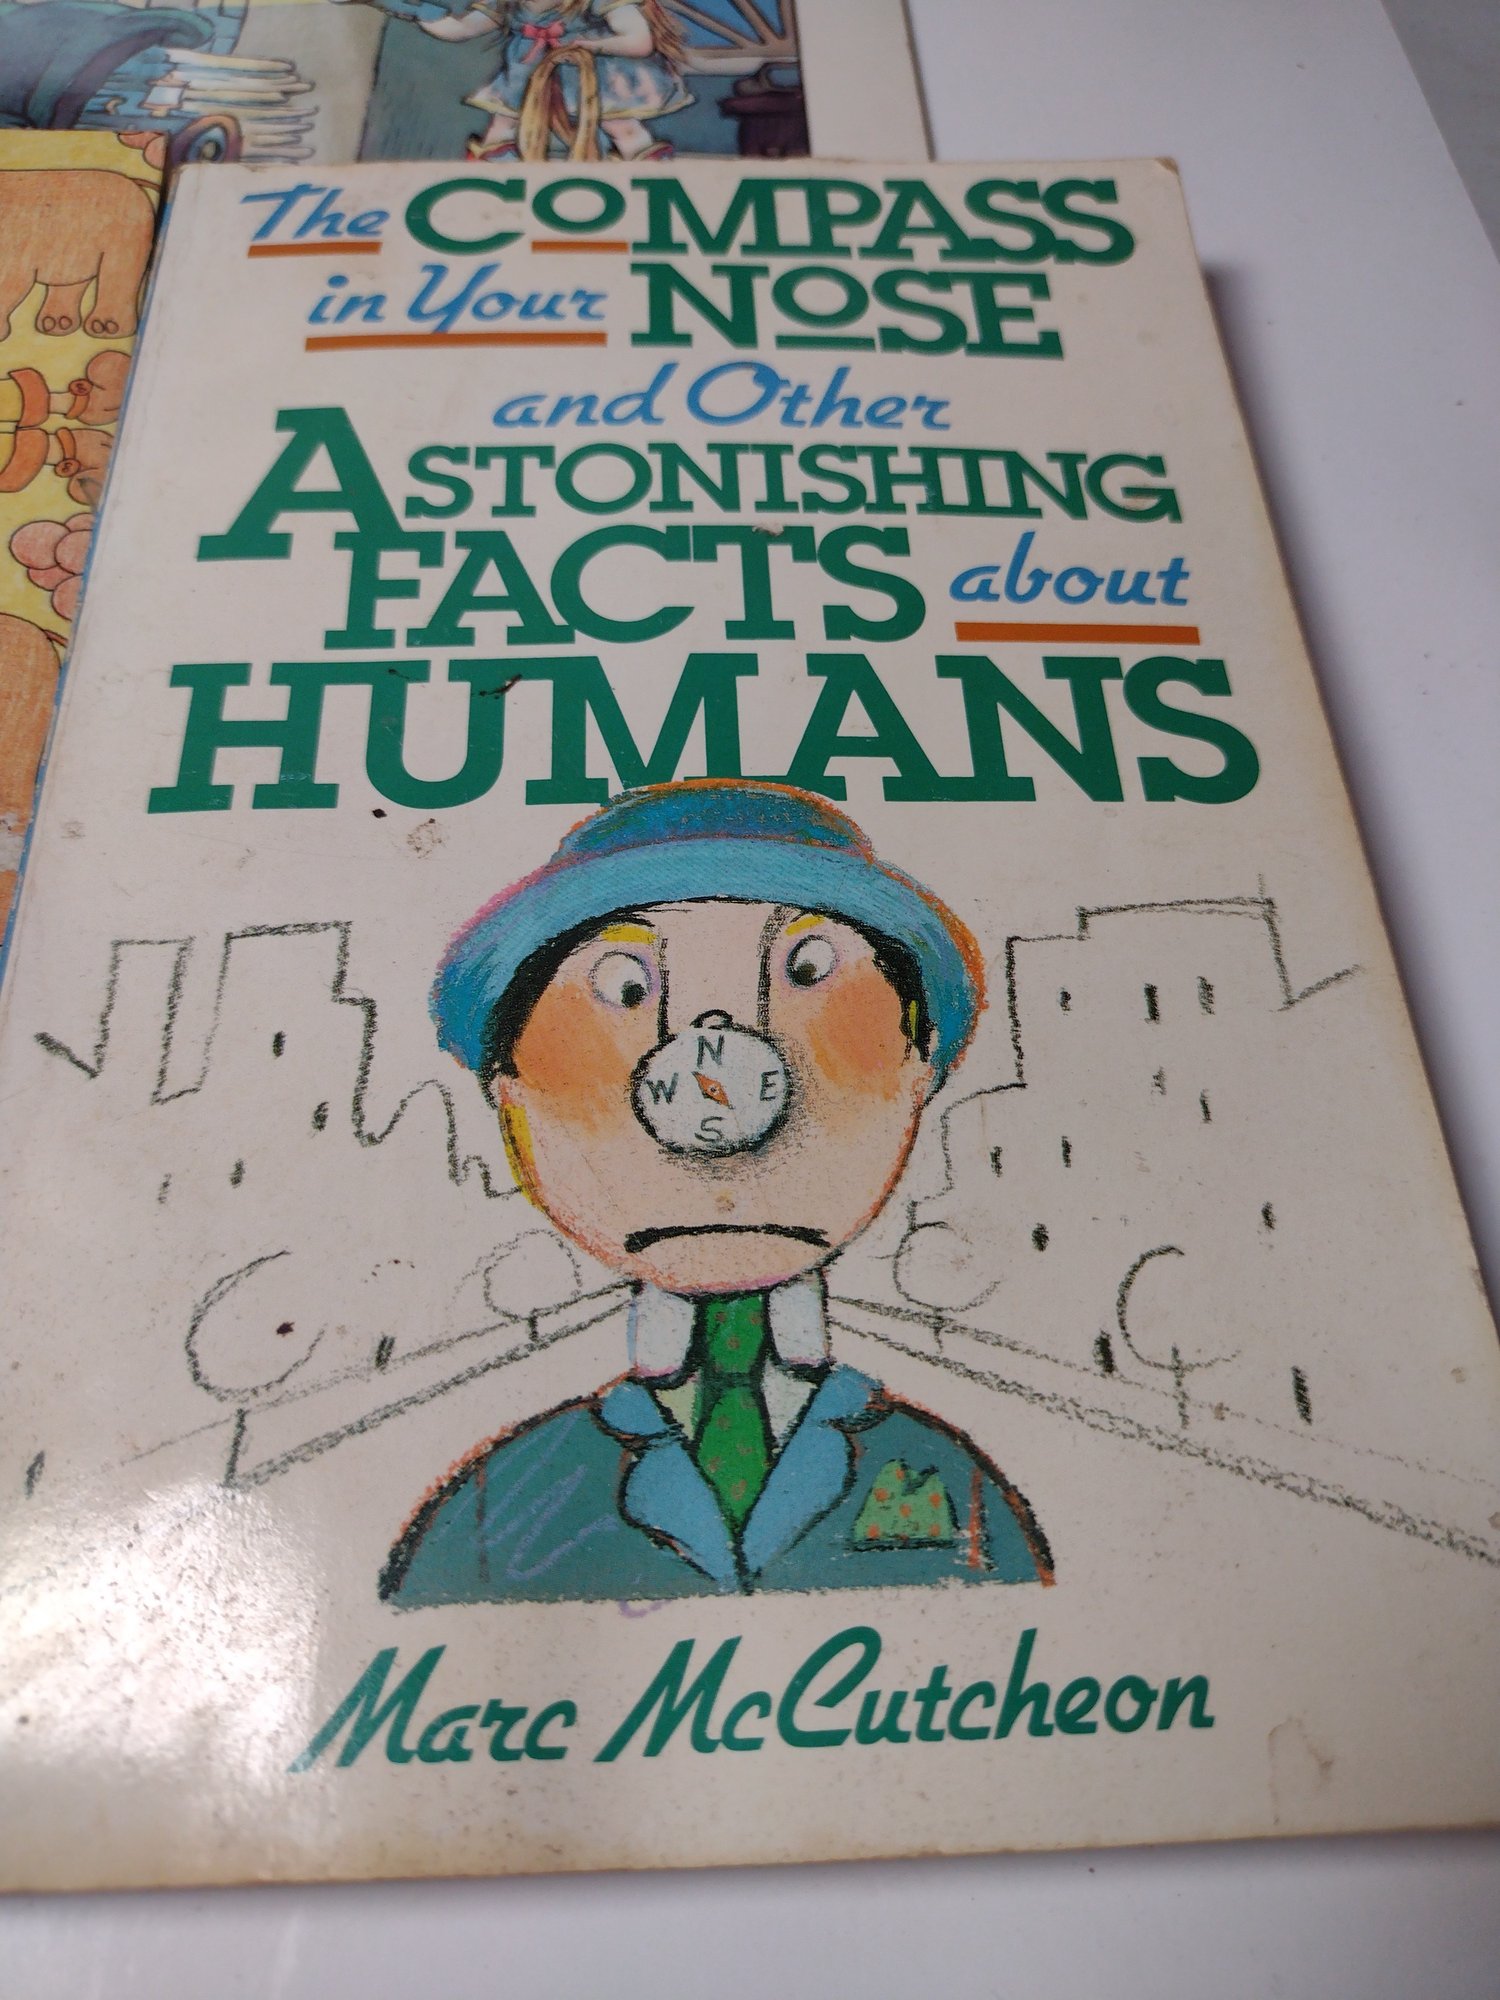 The COMPASS
in Your NOSE
and Other
ASTONISHING
FACTS about
HUMANS
N
W E
S
Marc McCutcheon